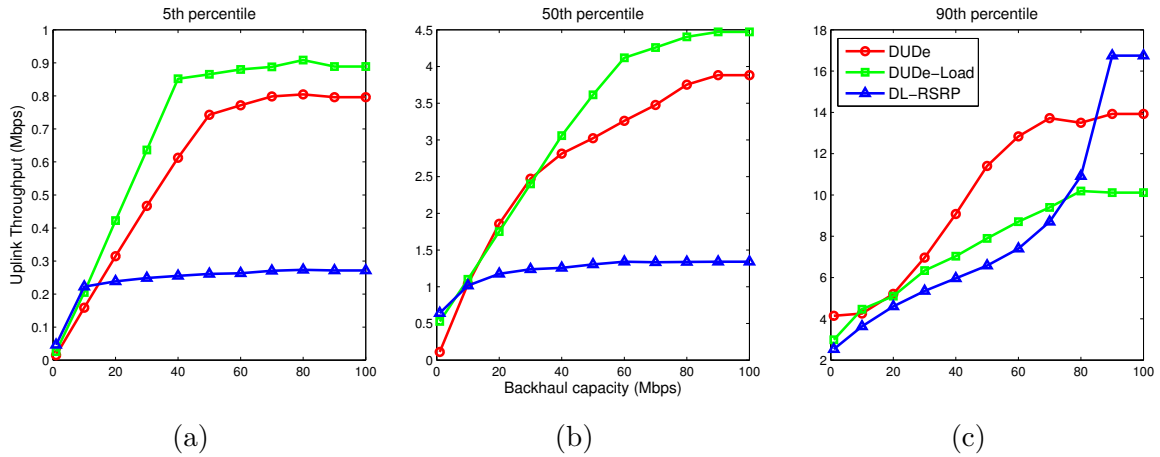 5th percentile
50th percentile
90th percentile
Uplink Throughput (Mbps)
1
0.9
0.8
0.7
0.6
0.5
0.4
0.3
0.2
0.1
0
0 20 40 60 80 100
4.5
4
3.5
3
2.5
2
1.5
1
0.5
0
0 20 40 60 80 100
Backhaul capacity (Mbps)
18
16
14
12
10
8
6
4
2
0 20 40 60 80 100
DUDe
DUDe-Load
DL-RSRP
(a)
(b)
(c)